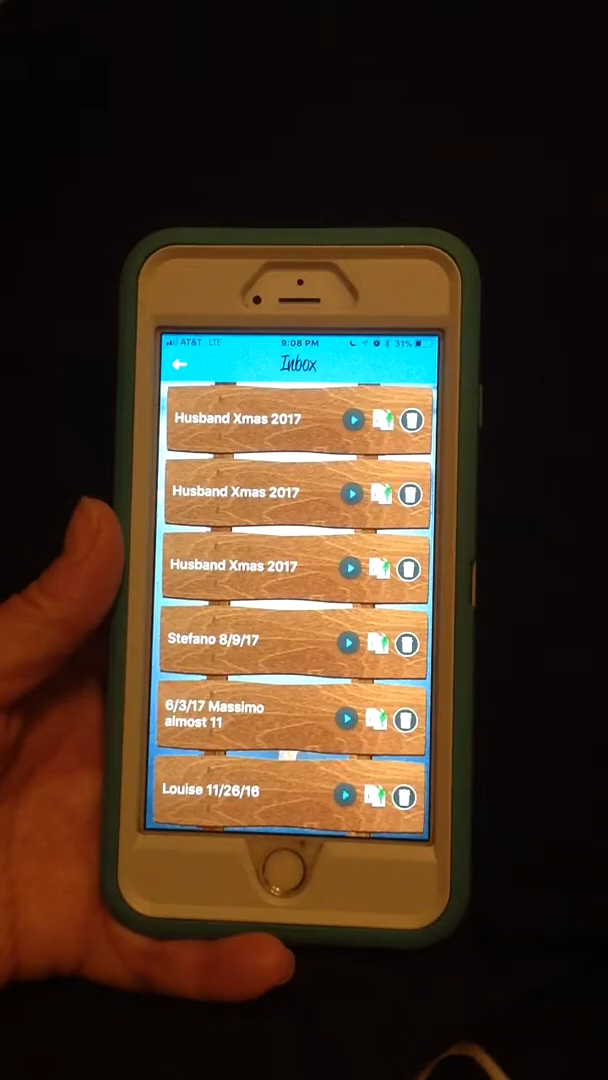 AT&T LTE 9:08 PM 31%
Inbox
Husband Xmas 2017
Husband Xmas 2017
Husband Xmas 2017
Stefano 8/9/17
6/3/17 Massimo
almost 11
Louise 11/26/16